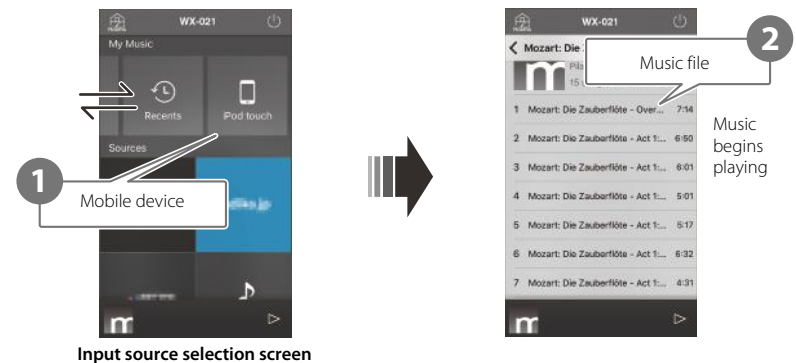 WX-021
My Music
Recents
iPod touch
Sources
1
Mobile device
Input source selection screen
WX-021
Mozart: Die
2
Music file
1 Mozart: Die Zauberflöte - Over... 7:14
2 Mozart: Die Zauberflöte - Act 1:... 6:50
3 Mozart: Die Zauberflöte - Act 1:... 6:01
4 Mozart: Die Zauberflöte - Act 1:... 5:01
5 Mozart: Die Zauberflöte - Act 1:... 5:17
6 Mozart: Die Zauberflöte - Act 1:... 6:32
7 Mozart: Die Zauberflöte - Act 1:... 4:31
m
m
m
Music
begins
playing